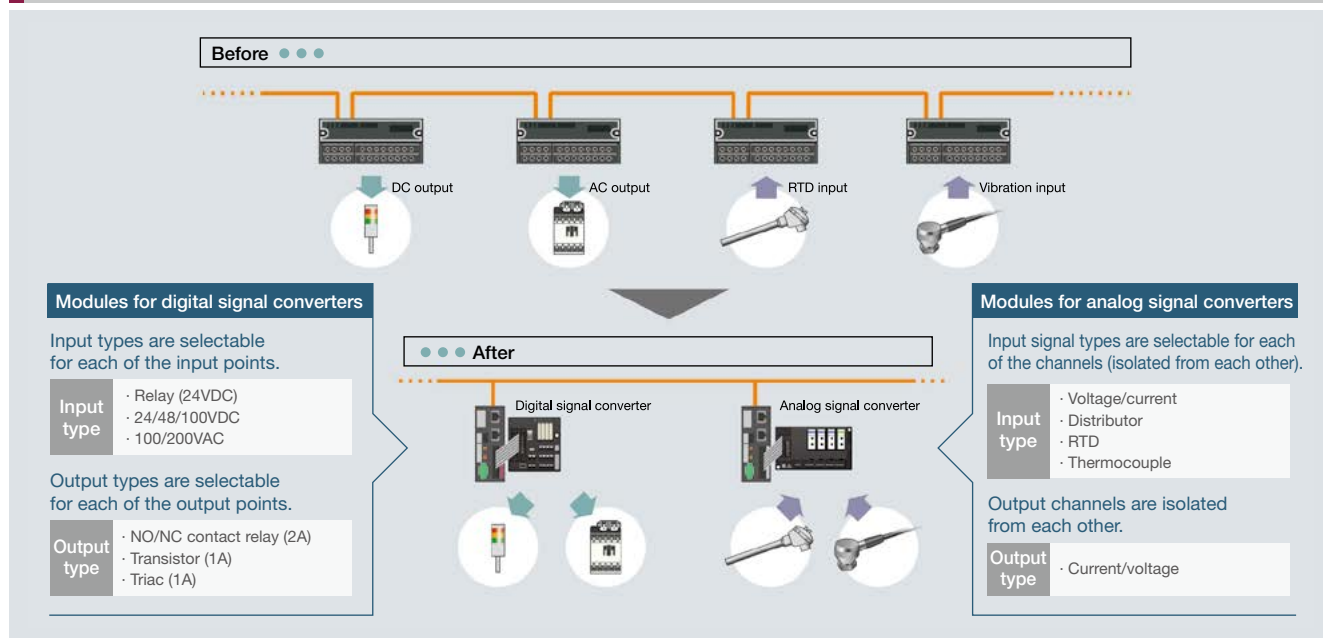 Before
DC output
AC output
RTD input
Vibration input
Modules for digital signal converters
Input types are selectable
for each of the input points.
Input
type
· Relay (24VDC)
· 24/48/100VDC
· 100/200VAC
Output types are selectable
for each of the output points.
Output
type
· NO/NC contact relay (2A)
· Transistor (1A)
· Triac (1A)
After
Digital signal converter
Analog signal converter
Modules for analog signal converters
Input signal types are selectable for each
of the channels (isolated from each other).
Input
type
· Voltage/current
· Distributor
· RTD
· Thermocouple
Output channels are isolated
from each other.
Output
type
· Current/voltage